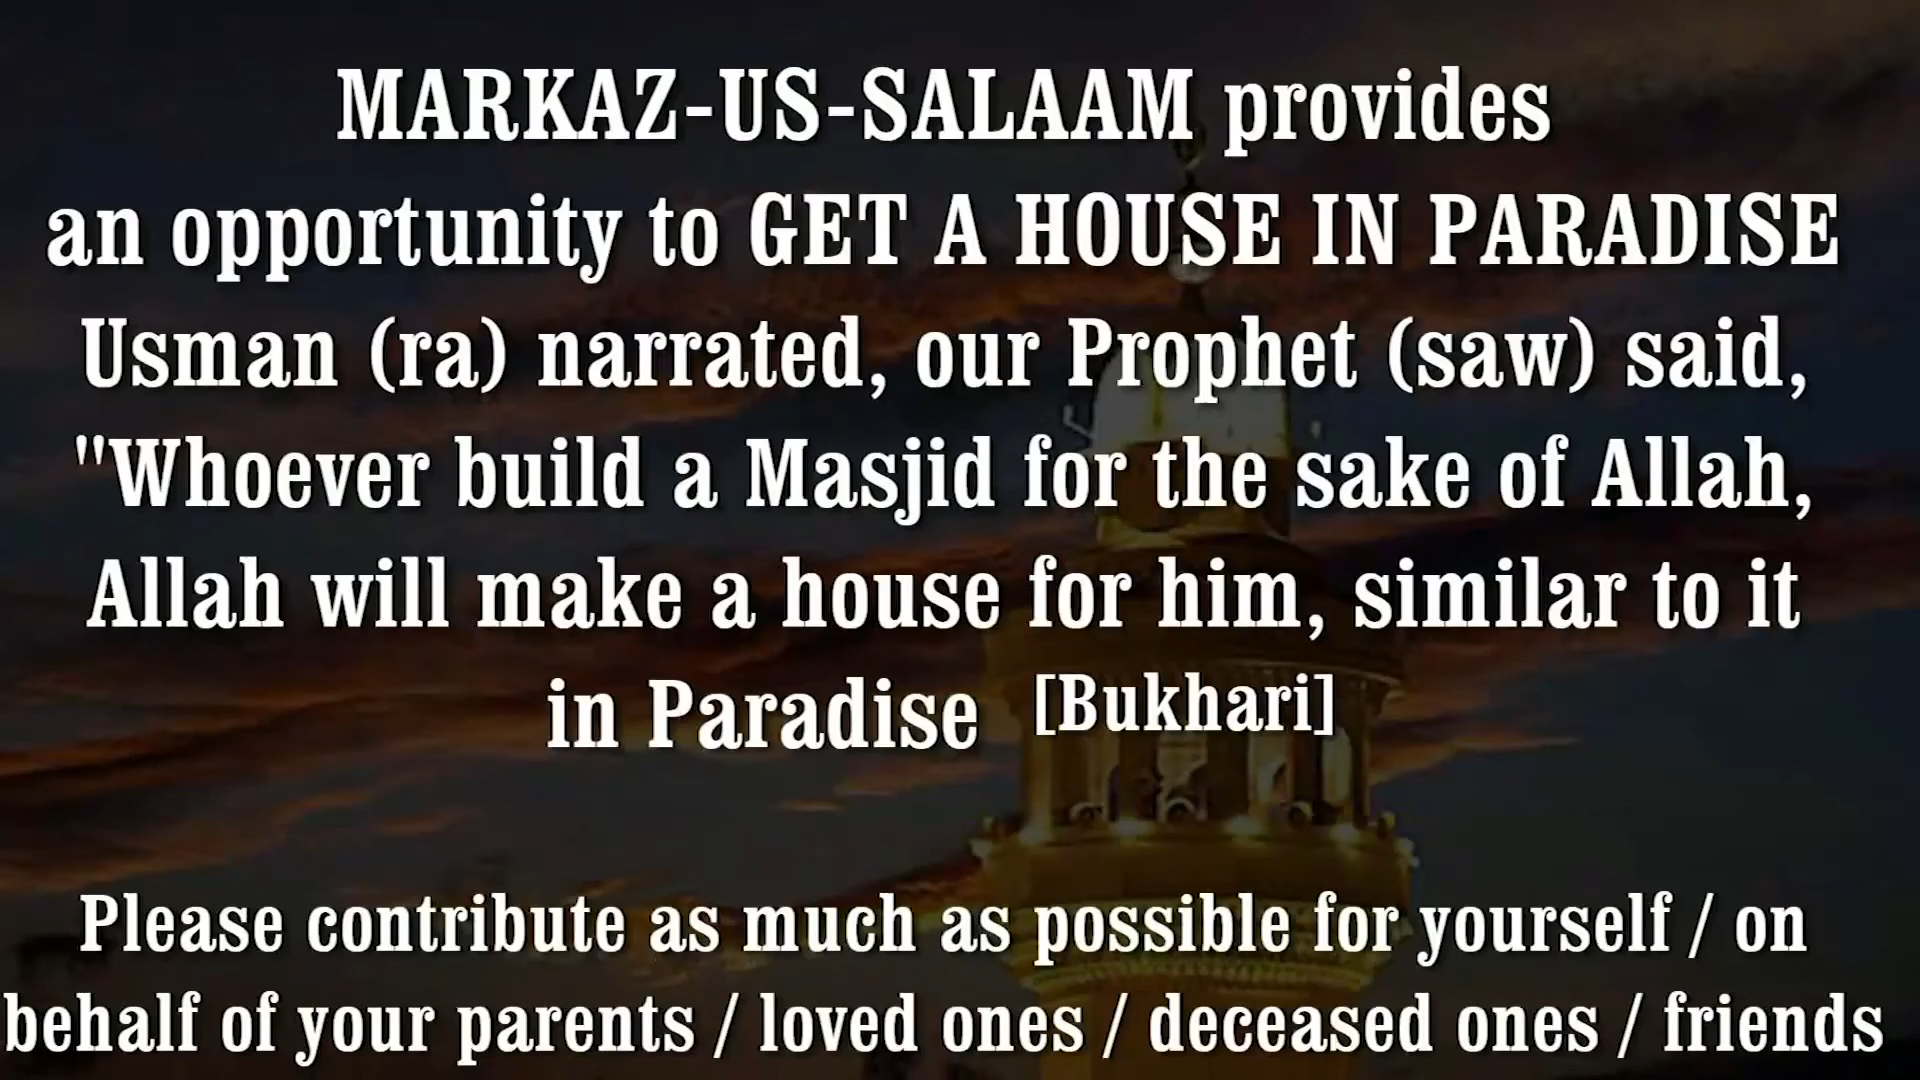 MARKAZ-US-SALAAM provides
an opportunity to GET A HOUSE IN PARADISE
Usman (ra) narrated, our Prophet (saw) said,
"Whoever build a Masjid for the sake of Allah,
Allah will make a house for him, similar to it
in Paradise [Bukhari]
Please contribute as much as possible for yourself / on
behalf of your parents / loved ones / deceased ones / friends